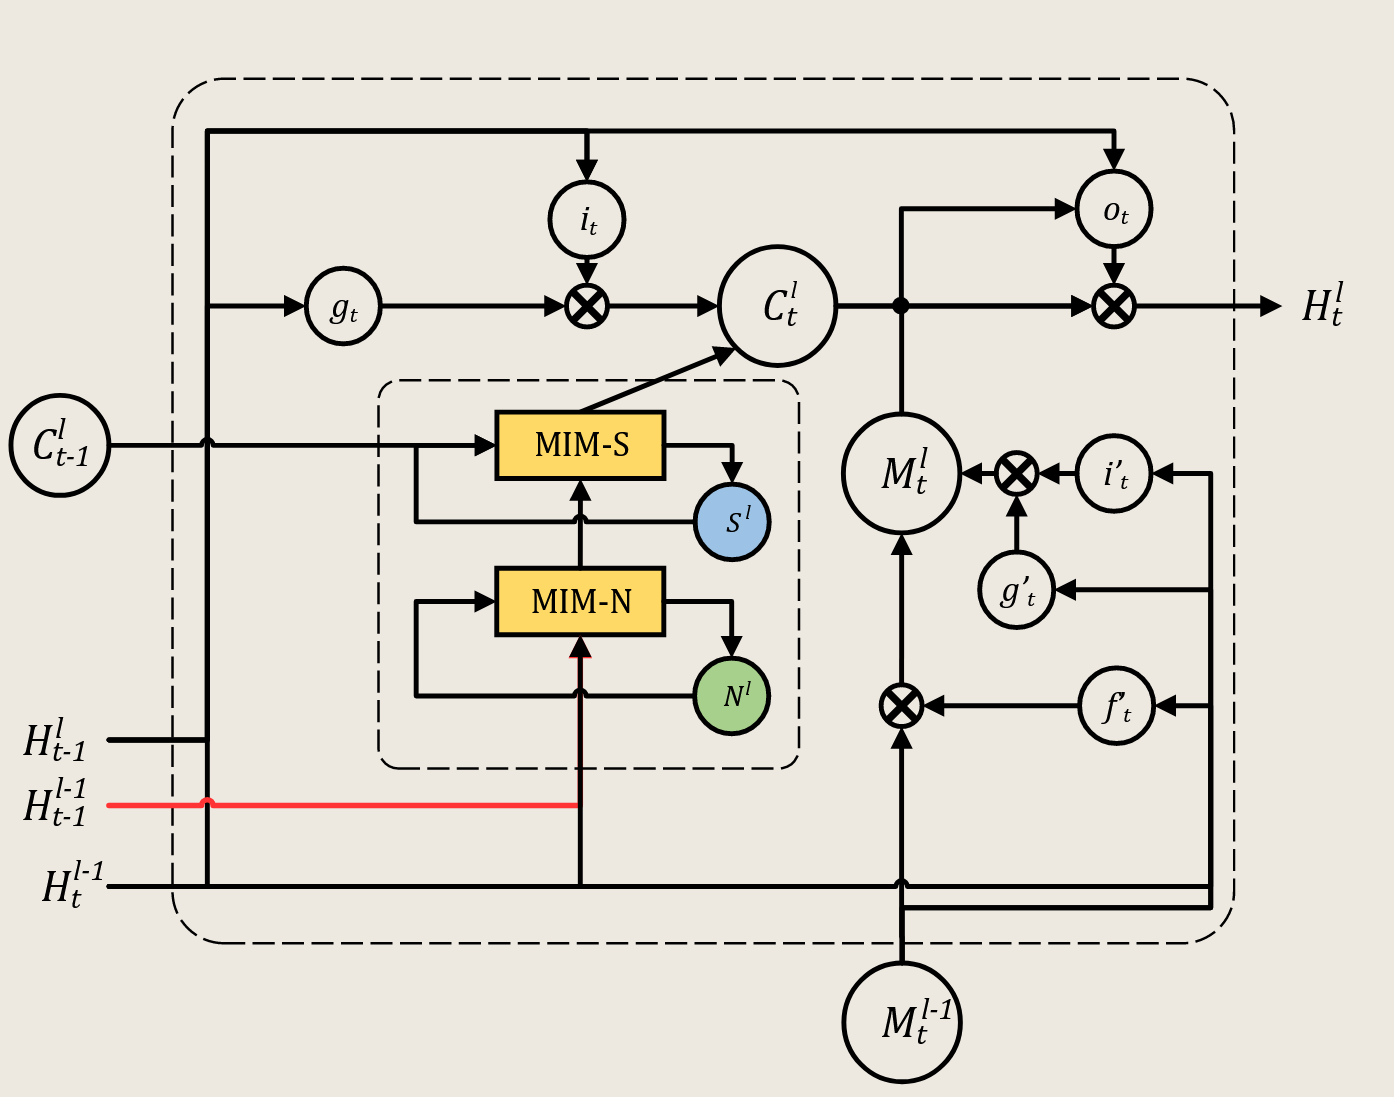 i_t
o_t
g_t
C_t^l
H_t^l
C_{t-1}^l
MIM-S
M_t^l
i'_t
S^l
g'_t
MIM-N
N^l
f'_t
H_{t-1}^l
H_{t-1}^{l-1}
H_t^{l-1}
M_t^{l-1}